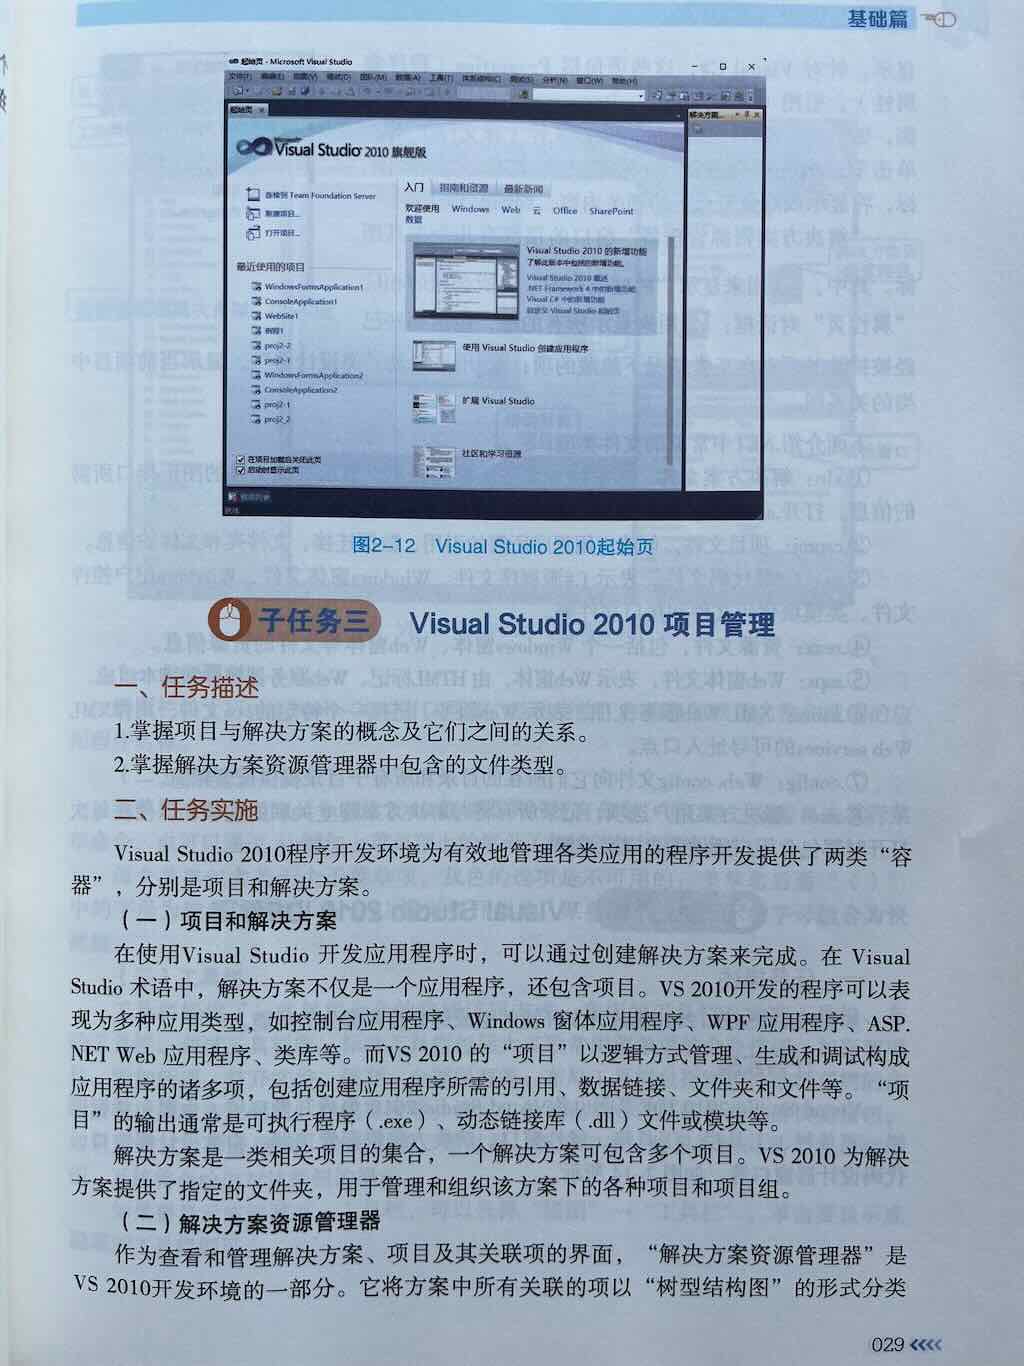 基础篇
起始页 - Microsoft Visual Studio
起始页
Visual Studio 2010 旗舰版
连接到 Team Foundation Server
新建项目...
打开项目...
最近使用的项目
WindowsFormsApplication1
ConsoleApplication1
WebSite1
例程1
proj2-2
proj2-1
WindowsFormsApplication2
ConsoleApplication2
proj2-1
proj2_2
在项目加载后关闭此页
启动时显示此页
入门 指南和资源 最新新闻
欢迎使用 Windows Web 云 Office SharePoint
数据
Visual Studio 2010 的新增功能
了解此版本中包括的新增功能。
Visual Studio 2010 概述
.NET Framework 4 中的新增功能
Visual C# 中的新增功能
自定义 Visual Studio 起始页
使用 Visual Studio 创建应用程序
扩展 Visual Studio
社区和学习资源
解决方案...
图2-12 Visual Studio 2010起始页
子任务三 Visual Studio 2010 项目管理
一、任务描述
1.掌握项目与解决方案的概念及它们之间的关系。
2.掌握解决方案资源管理器中包含的文件类型。
二、任务实施
Visual Studio 2010程序开发环境为有效地管理各类应用的程序开发提供了两类“容
器”，分别是项目和解决方案。
（一）项目和解决方案
在使用Visual Studio 开发应用程序时，可以通过创建解决方案来完成。在 Visual
Studio 术语中，解决方案不仅是一个应用程序，还包含项目。VS 2010开发的程序可以表
现为多种应用类型，如控制台应用程序、Windows 窗体应用程序、WPF 应用程序、ASP.
NET Web 应用程序、类库等。而VS 2010 的“项目”以逻辑方式管理、生成和调试构成
应用程序的诸多项，包括创建应用程序所需的引用、数据链接、文件夹和文件等。“项
目”的输出通常是可执行程序（.exe）、动态链接库（.dll）文件或模块等。
解决方案是一类相关项目的集合，一个解决方案可包含多个项目。VS 2010 为解决
方案提供了指定的文件夹，用于管理和组织该方案下的各种项目和项目组。
（二）解决方案资源管理器
作为查看和管理解决方案、项目及其关联项的界面，“解决方案资源管理器”是
VS 2010开发环境的一部分。它将方案中所有关联的项以“树型结构图”的形式分类
029